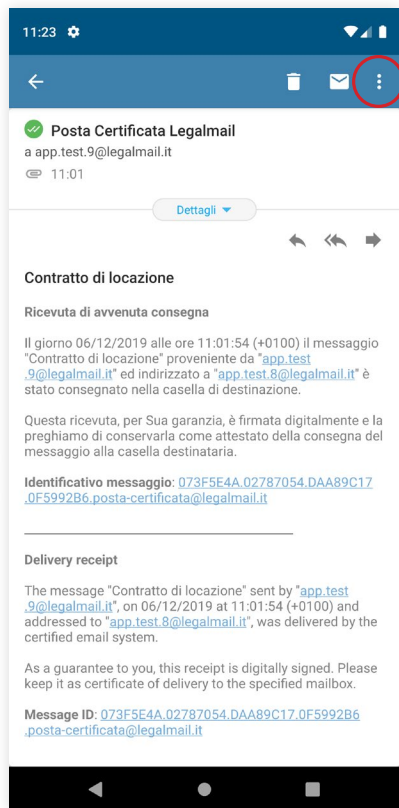 11:23
Posta Certificata Legalmail
a app.test.9@legalmail.it
11:01
Dettagli
Contratto di locazione
Ricevuta di avvenuta consegna
Il giorno 06/12/2019 alle ore 11:01:54 (+0100) il messaggio
"Contratto di locazione" proveniente da "app.test
.9@legalmail.it" ed indirizzato a "app.test.8@legalmail.it" è
stato consegnato nella casella di destinazione.
Questa ricevuta, per Sua garanzia, è firmata digitalmente e la
preghiamo di conservarla come attestato della consegna del
messaggio alla casella destinataria.
Identificativo messaggio: 073F5E4A.02787054.DAA89C17
.0F5992B6.posta-certificata@legalmail.it
Delivery receipt
The message "Contratto di locazione" sent by "app.test
.9@legalmail.it", on 06/12/2019 at 11:01:54 (+0100) and
addressed to "app.test.8@legalmail.it", was delivered by the
certified email system.
As a guarantee to you, this receipt is digitally signed. Please
keep it as certificate of delivery to the specified mailbox.
Message ID: 073F5E4A.02787054.DAA89C17.0F5992B6
.posta-certificata@legalmail.it